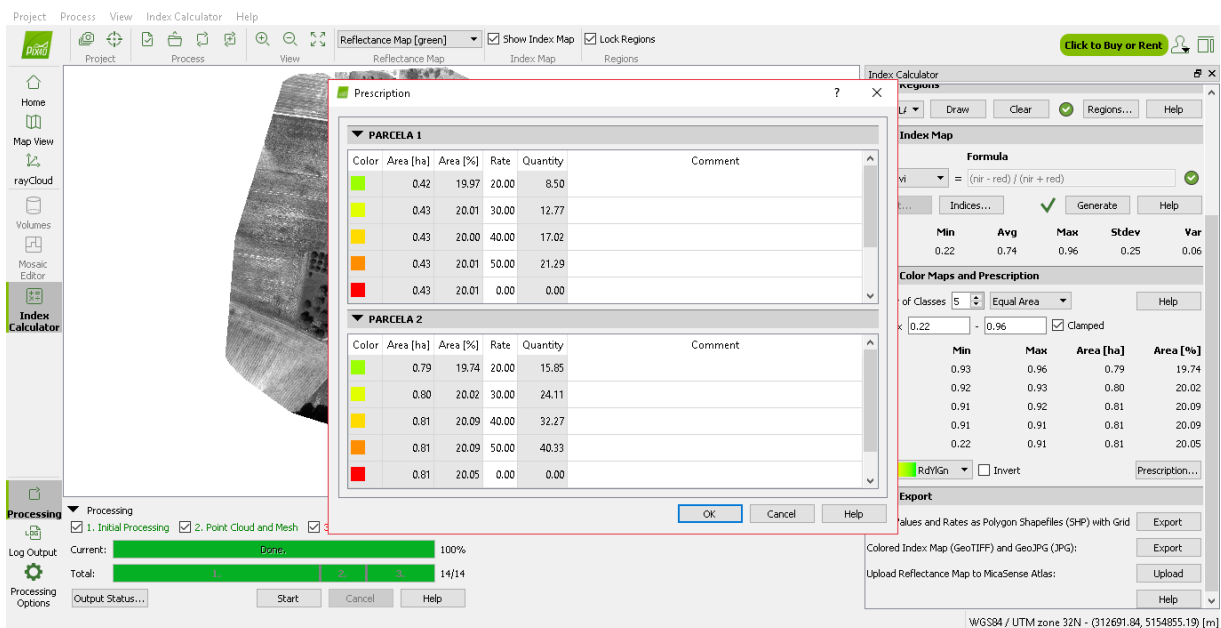 Project Process View Index Calculator Help
Reflectance Map [green] Show Index Map Lock Regions
Click to Buy or Rent
Project Process View Reflectance Map Index Map Regions
Home
Map View
rayCloud
Volumes
Mosaic
Editor
Index
Calculator
Processing
Log Output
Processing
Options
Prescription ? ×
PARCELA 1
Color Area [ha] Area [%] Rate Quantity Comment
0.42 19.97 20.00 8.50
0.43 20.01 30.00 12.77
0.43 20.00 40.00 17.02
0.43 20.01 50.00 21.29
0.43 20.01 0.00 0.00
PARCELA 2
Color Area [ha] Area [%] Rate Quantity Comment
0.79 19.74 20.00 15.85
0.80 20.02 30.00 24.11
0.81 20.09 40.00 32.27
0.81 20.09 50.00 40.33
0.81 20.05 0.00 0.00
OK Cancel Help
Processing
1. Initial Processing 2. Point Cloud and Mesh 3
Current: Done. 100%
Total: 1. 2. 3. 14/14
Output Status... Start Cancel Help
Index Calculator
Regions
Draw Clear Regions... Help
Index Map
Formula
vi = (nir - red) / (nir + red)
Indices... Generate Help
Min Avg Max Stdev Var
0.22 0.74 0.96 0.25 0.06
Color Maps and Prescription
of Classes 5 Equal Area Help
x 0.22 - 0.96 Clamped
Min Max Area [ha] Area [%]
0.93 0.96 0.79 19.74
0.92 0.93 0.80 20.02
0.91 0.92 0.81 20.09
0.91 0.91 0.81 20.09
0.22 0.91 0.81 20.05
RdYlGn Invert Prescription...
Export
alues and Rates as Polygon Shapefiles (SHP) with Grid Export
Colored Index Map (GeoTIFF) and GeoJPG (JPG): Export
Upload Reflectance Map to MicaSense Atlas: Upload
Help
WGS84 / UTM zone 32N - (312691.84, 5154855.19) [m]